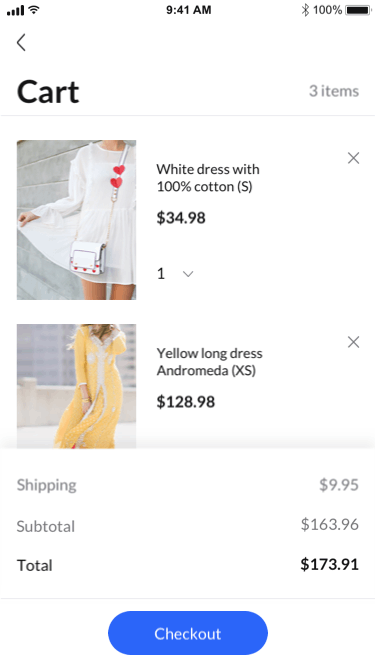 9:41 AM 100%
Cart 3 items
White dress with
100% cotton (S)
$34.98
1
Yellow long dress
Andromeda (XS)
$128.98
Shipping $9.95
Subtotal $163.96
Total $173.91
Checkout